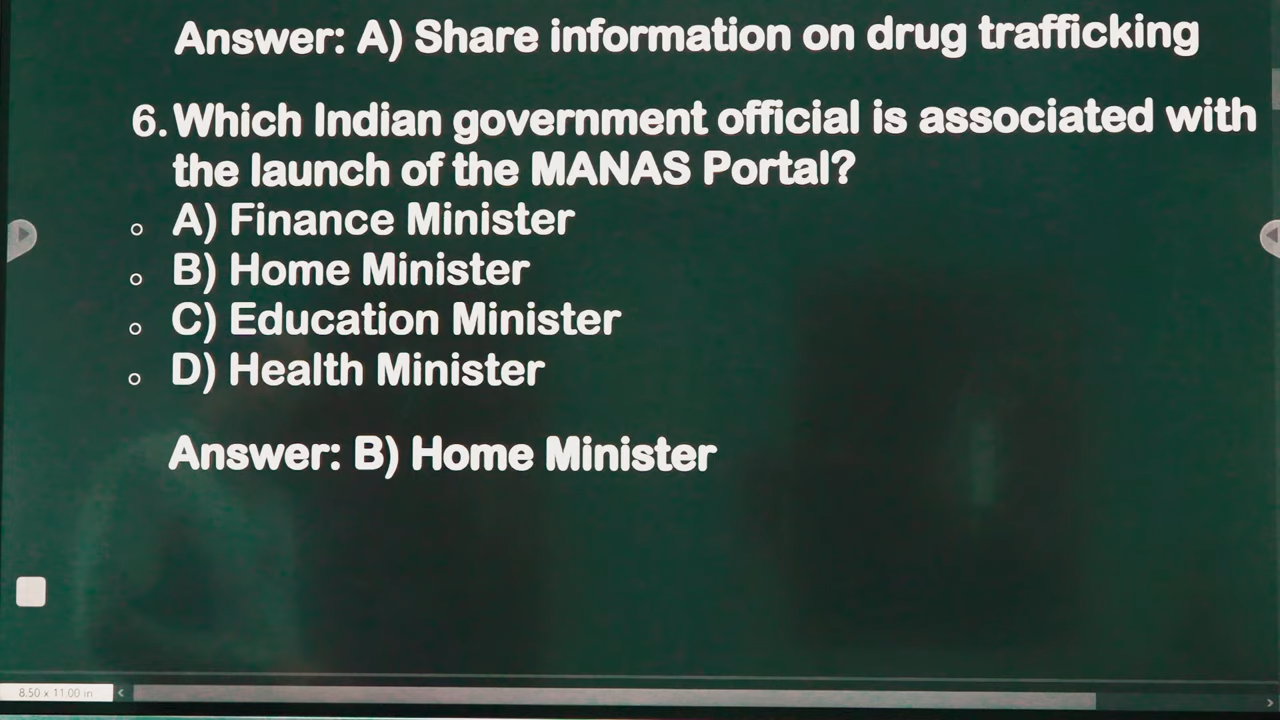 Answer: A) Share information on drug trafficking
6. Which Indian government official is associated with
the launch of the MANAS Portal?
A) Finance Minister
B) Home Minister
C) Education Minister
D) Health Minister
Answer: B) Home Minister
8.50 x 11.00 in